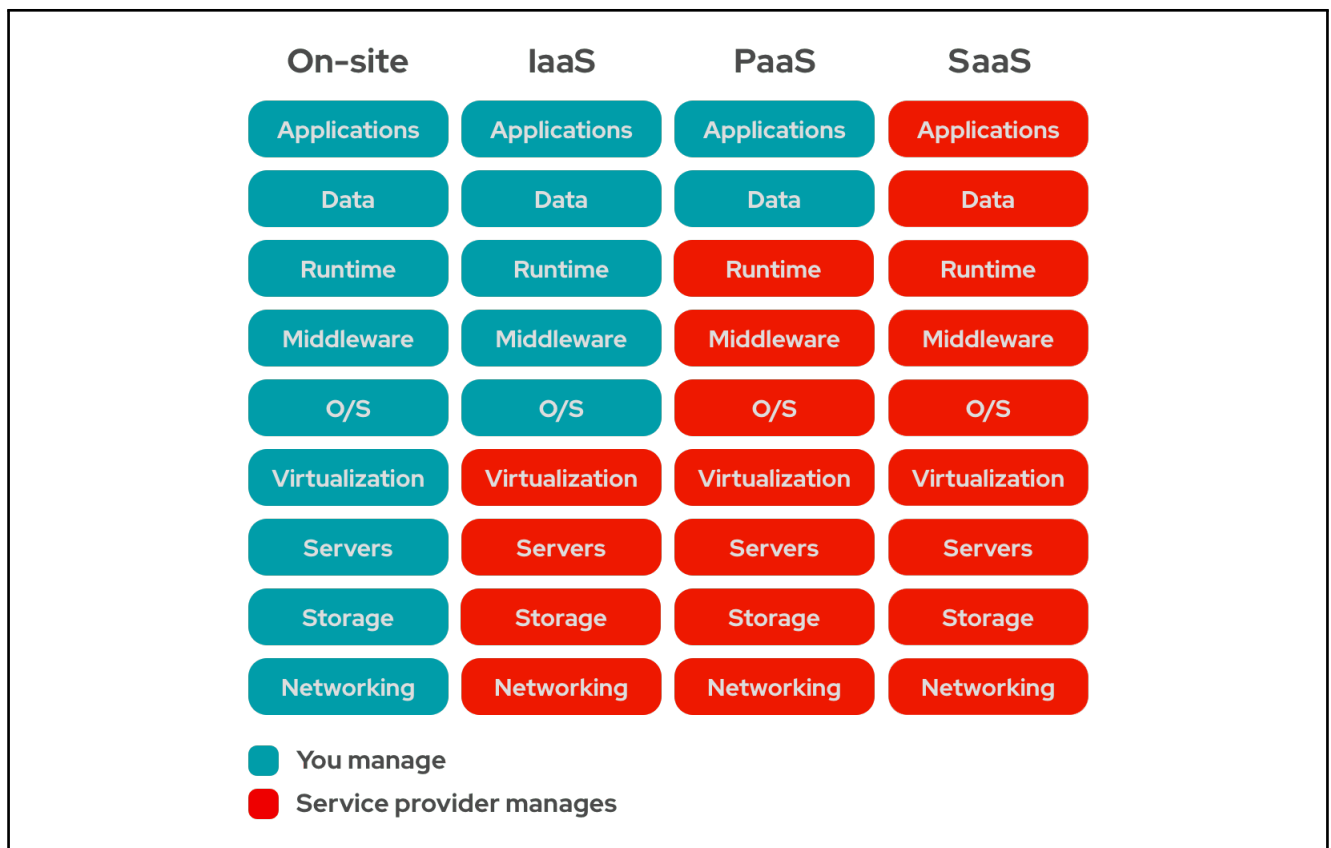 On-site IaaS PaaS SaaS
Applications Applications Applications Applications
Data Data Data Data
Runtime Runtime Runtime Runtime
Middleware Middleware Middleware Middleware
O/S O/S O/S O/S
Virtualization Virtualization Virtualization Virtualization
Servers Servers Servers Servers
Storage Storage Storage Storage
Networking Networking Networking Networking
You manage
Service provider manages